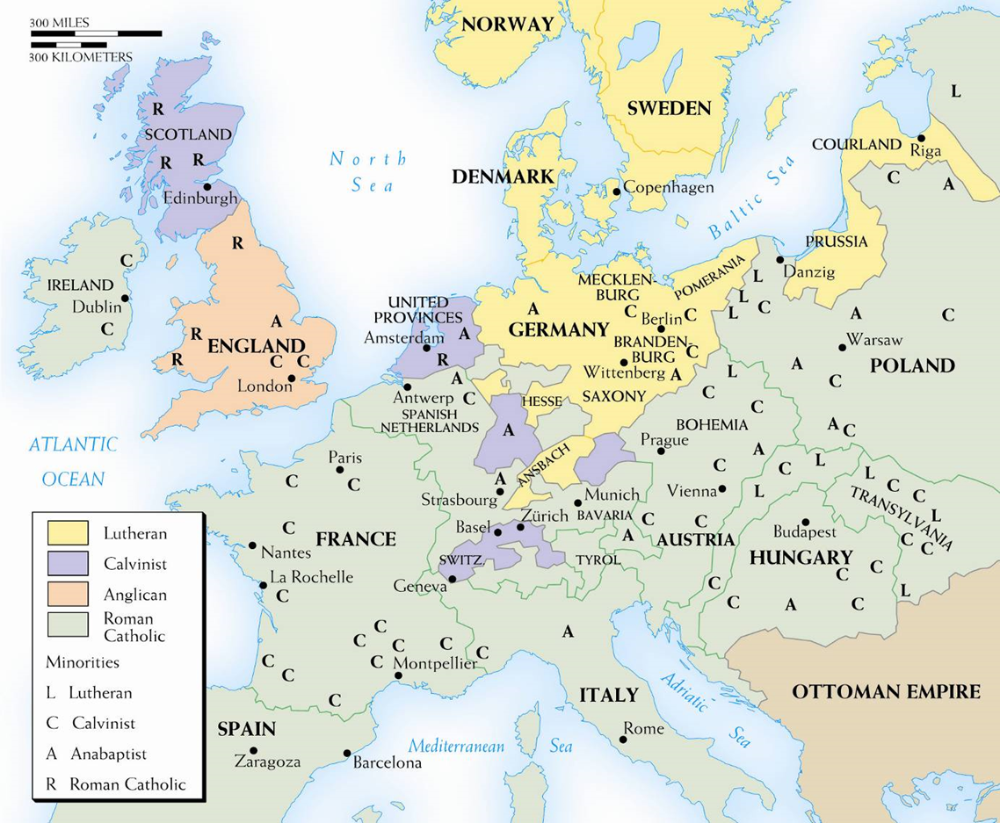 300 MILES
300 KILOMETERS
NORWAY
SWEDEN
L
R
SCOTLAND
R
R
Edinburgh
North
Sea
DENMARK
Copenhagen
Baltic Sea
COURLAND
Riga
C
A
PRUSSIA
R
C
IRELAND
Dublin
C
A
R
ENGLAND
R
C
C
London
UNITED
PROVINCES
Amsterdam
A
R
MECKLEN-
BURG
POMERANIA
Danzig
L
L
L
C
A
GERMANY
C
Berlin
C
BRANDEN-
BURG
C
Wittenberg
A
A
C
Warsaw
A
POLAND
C
L
A
Antwerp
C
SPANISH
NETHERLANDS
HESSE
SAXONY
C
C
A
C
A
BOHEMIA
Prague
A
ANSBACH
ATLANTIC
OCEAN
Paris
C
C
A
Strasbourg
Munich
BAVARIA
C
C
L
Vienna
L
L
C
C
TRANSYLVANIA
L
C
C
Basel
Zürich
C
C
A
AUSTRIA
Budapest
HUNGARY
C
C
C
FRANCE
Nantes
La Rochelle
C
SWITZ.
TYROL
Geneva
C
C
A
C
L
C
C
C
C
C
C
C
C
C
Montpellier
C
A
ITALY
Adriatic
Sea
OTTOMAN EMPIRE
SPAIN
Zaragoza
Barcelona
Mediterranean Sea
Rome
Lutheran
Calvinist
Anglican
Roman
Catholic
Minorities
L Lutheran
C Calvinist
A Anabaptist
R Roman Catholic